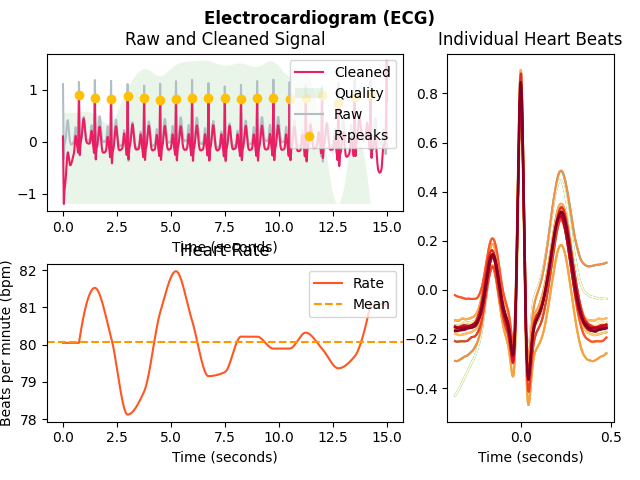 Electrocardiogram (ECG)
Raw and Cleaned Signal
Cleaned
Quality
Raw
R-peaks
1
0
−1
0.0 2.5 5.0 7.5 10.0 12.5 15.0
Time (seconds)
Heart Rate
Rate
Mean
Beats per minute (bpm)
82
81
80
79
78
0.0 2.5 5.0 7.5 10.0 12.5 15.0
Time (seconds)
Individual Heart Beats
0.8
0.6
0.4
0.2
0.0
−0.2
−0.4
0.0 0.5
Time (seconds)